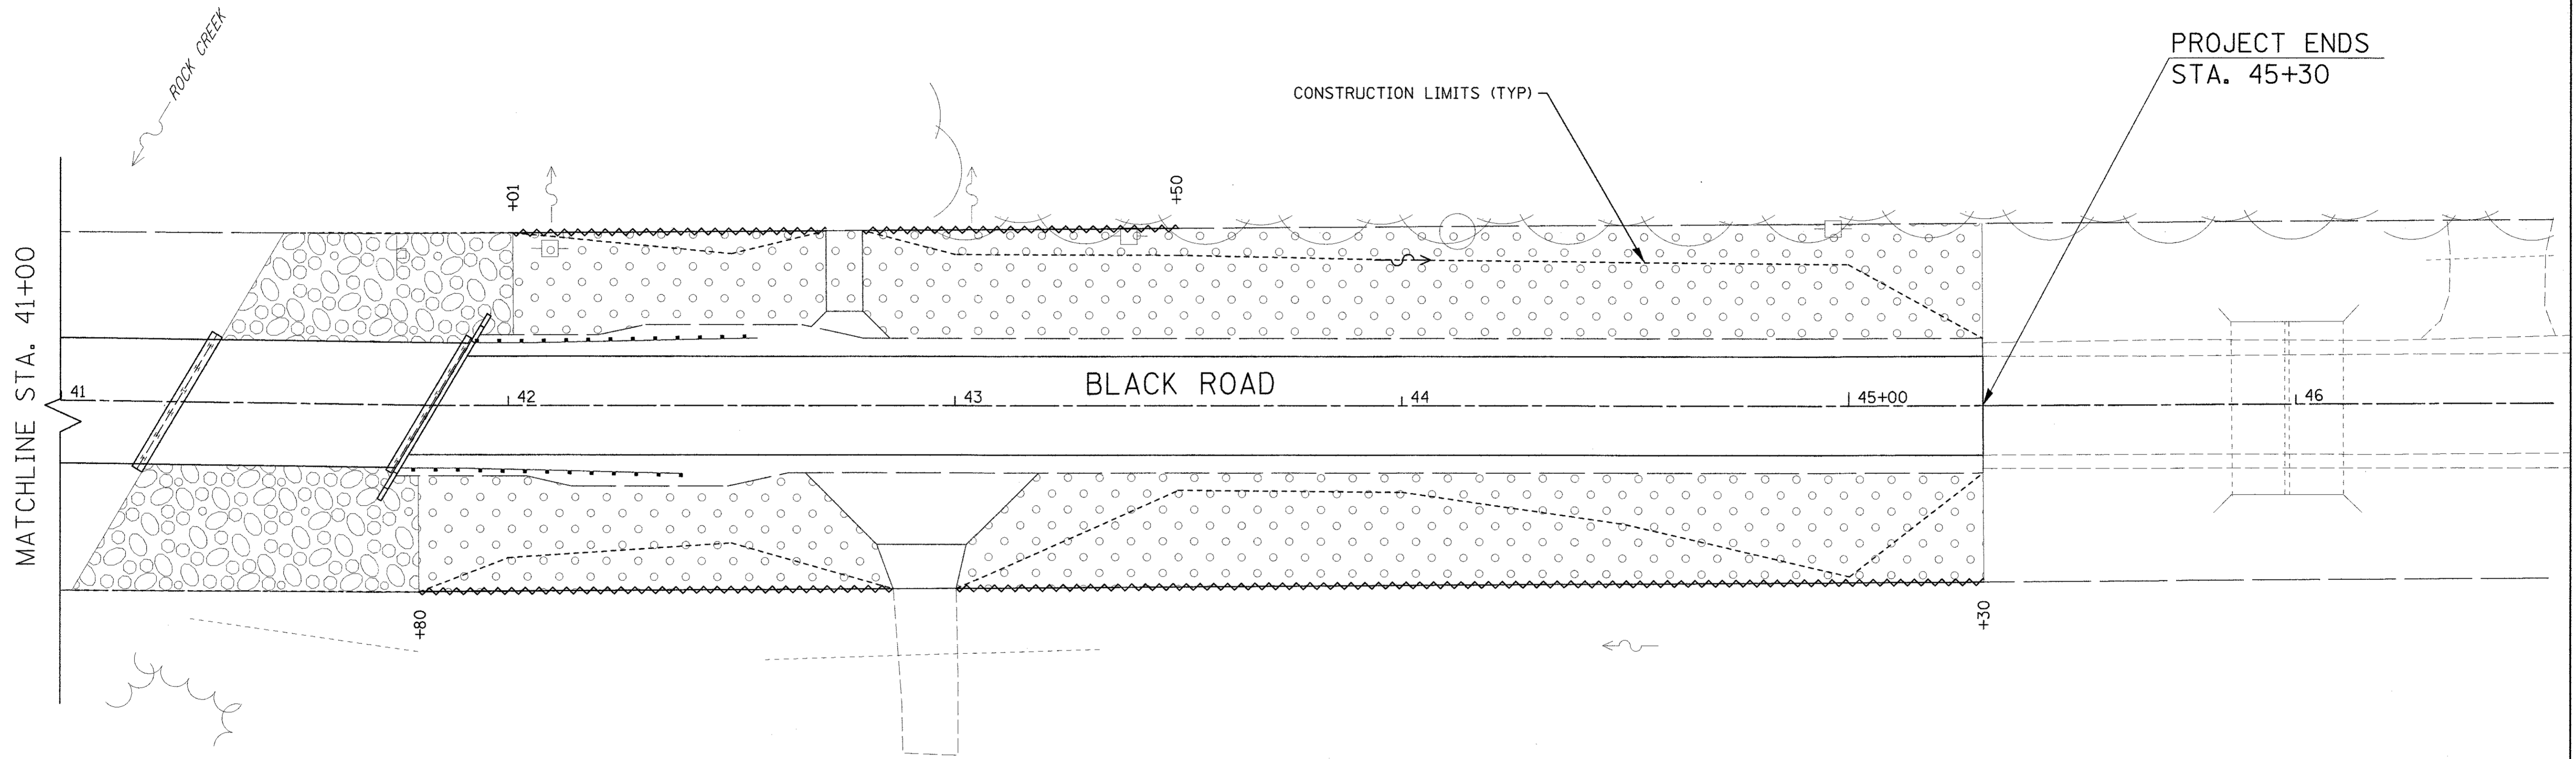 ROCK CREEK
PROJECT ENDS
STA. 45+30
CONSTRUCTION LIMITS (TYP)
+01
+50
MATCHLINE STA. 41+00
BLACK ROAD
41
42
43
44
45+00
46
+80
+30